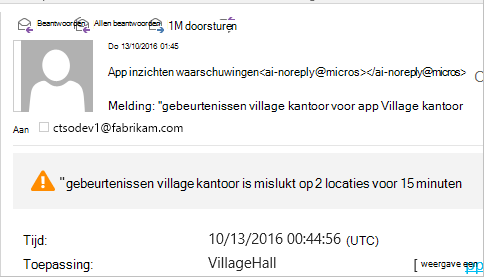 Beantwoorden Allen beantwoorden 1M doorsturen
Do 13/10/2016 01:45
App inzichten waarschuwingen<ai-noreply@micros></ai-noreply@micros>
Melding: "gebeurtenissen village kantoor voor app Village kantoor
Aan ctsodev1@fabrikam.com
" gebeurtenissen village kantoor is mislukt op 2 locaties voor 15 minuten
Tijd: 10/13/2016 00:44:56 (UTC)
Toepassing: VillageHall [ weergave een